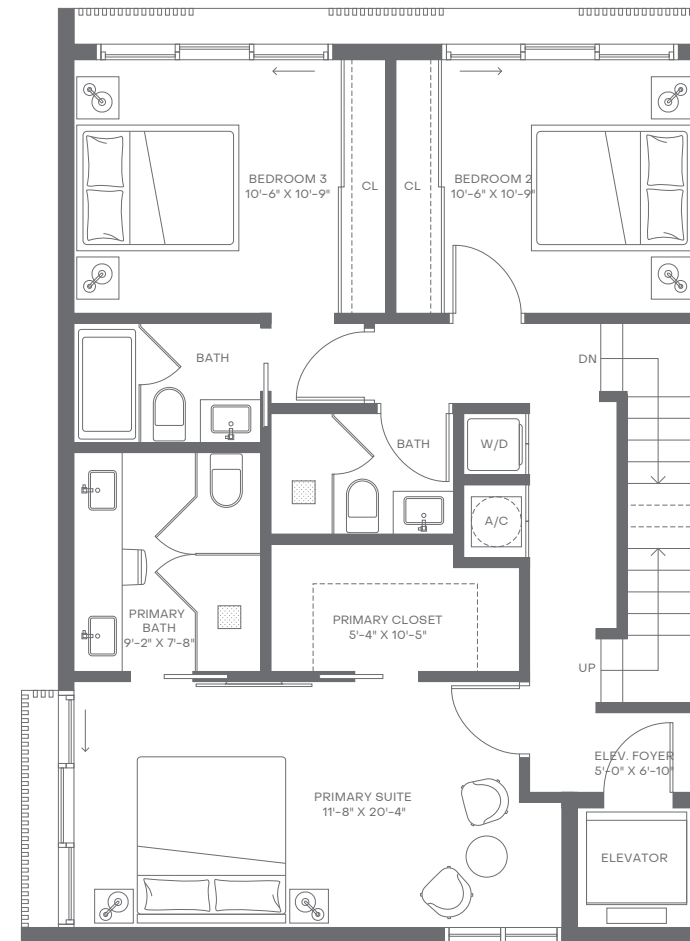 BEDROOM 3
10'-6" X 10'-9"
CL
CL
BEDROOM 2
10'-6" X 10'-9"
BATH
DN
BATH
W/D
A/C
PRIMARY
BATH
9'-2" X 7'-8"
PRIMARY CLOSET
5'-4" X 10'-5"
UP
ELEV. FOYER
5'-0" X 6'-10"
PRIMARY SUITE
11'-8" X 20'-4"
ELEVATOR